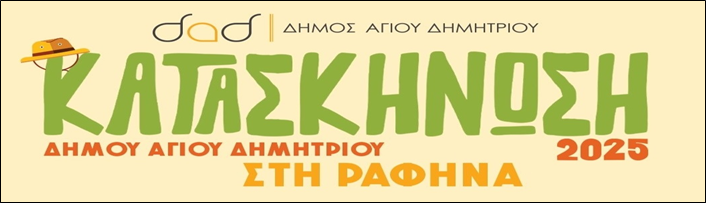 dad | ΔΗΜΟΣ ΑΓΙΟΥ ΔΗΜΗΤΡΙΟΥ
ΚΑΤΑΣΚΗΝΩΣΗ
ΔΗΜΟΥ ΑΓΙΟΥ ΔΗΜΗΤΡΙΟΥ 2025
ΣΤΗ ΡΑΦΗΝΑ